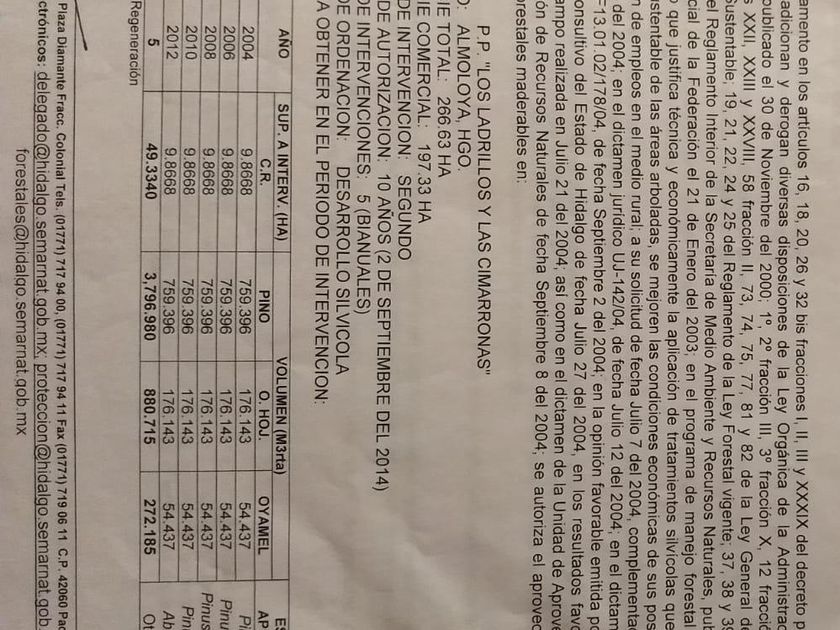 amento en los artículos 16, 18, 20, 26 y 32 bis fracciones I, II, III y XXXIX del decreto p
adicionan y derogan diversas disposiciones de la Ley Orgánica de la Administrac
publicado el 30 de Noviembre del 2000; 1º, 2º fracción III, 3º fracción X, 12 fracció
s XXII, XXIII y XXVIII, 58 fracción II, 73, 74, 75, 77, 81 y 82 de la Ley General d
Sustentable; 19, 21, 22, 24 y 25 del Reglamento de la Ley Forestal vigente, 37, 38 y 39
el Reglamento Interior de la Secretaría de Medio Ambiente y Recursos Naturales, pub
cial de la Federación el 21 de Enero del 2003; en el programa de manejo forestal
o que justifica técnica y económicamente la aplicación de tratamientos silvícolas que
ustentable de las áreas arboladas, se mejoren las condiciones económicas de sus pos
n de empleos en el medio rural; a su solicitud de fecha Julio 7 del 2004, complementa
del 2004; en el dictamen jurídico UJ-142/04, de fecha Julio 12 del 2004; en el dictam
F13.01.02/178/04, de fecha Septiembre 2 del 2004; en la opinión favorable emitida po
onsultivo del Estado de Hidalgo de fecha Julio 27 del 2004, en los resultados favo
ampo realizada en Julio 21 del 2004; así como en el dictamen de la Unidad de Aprove
ón de Recursos Naturales de fecha Septiembre 8 del 2004; se autoriza el aprovec
orestales maderables en:
P.P. "LOS LADRILLOS Y LAS CIMARRONAS"
O: ALMOLOYA, HGO.
IE TOTAL: 266.63 HA
IE COMERCIAL: 197.33 HA
DE INTERVENCION: SEGUNDO
DE AUTORIZACION: 10 AÑOS (2 DE SEPTIEMBRE DEL 2014)
DE INTERVENCIONES: 5 (BIANUALES)
DE ORDENACION: DESARROLLO SILVICOLA
A OBTENER EN EL PERIODO DE INTERVENCION:
AÑO SUP. A INTERV. (HA) VOLUMEN (M3rta) ES
C.R. PINO O. HOJ. OYAMEL AP
2004 9.8668 759.396 176.143 54.437 Pi
2006 9.8668 759.396 176.143 54.437 Pinu
2008 9.8668 759.396 176.143 54.437 Pinus
2010 9.8668 759.396 176.143 54.437 Pinu
2012 9.8668 759.396 176.143 54.437 Ab
5 49.3340 3,796.980 880.715 272.185 Ot
Regeneración
Plaza Diamante Fracc. Colonial Tels. (01771) 717 94 00, (01771) 717 94 11 Fax (01771) 719 06 11 C.P. 42060 Pac
ctrónicos: delegado@hidalgo.semarnat.gob.mx; proteccion@hidalgo.semarnat.gob.
forestales@hidalgo.semarnat.gob.mx